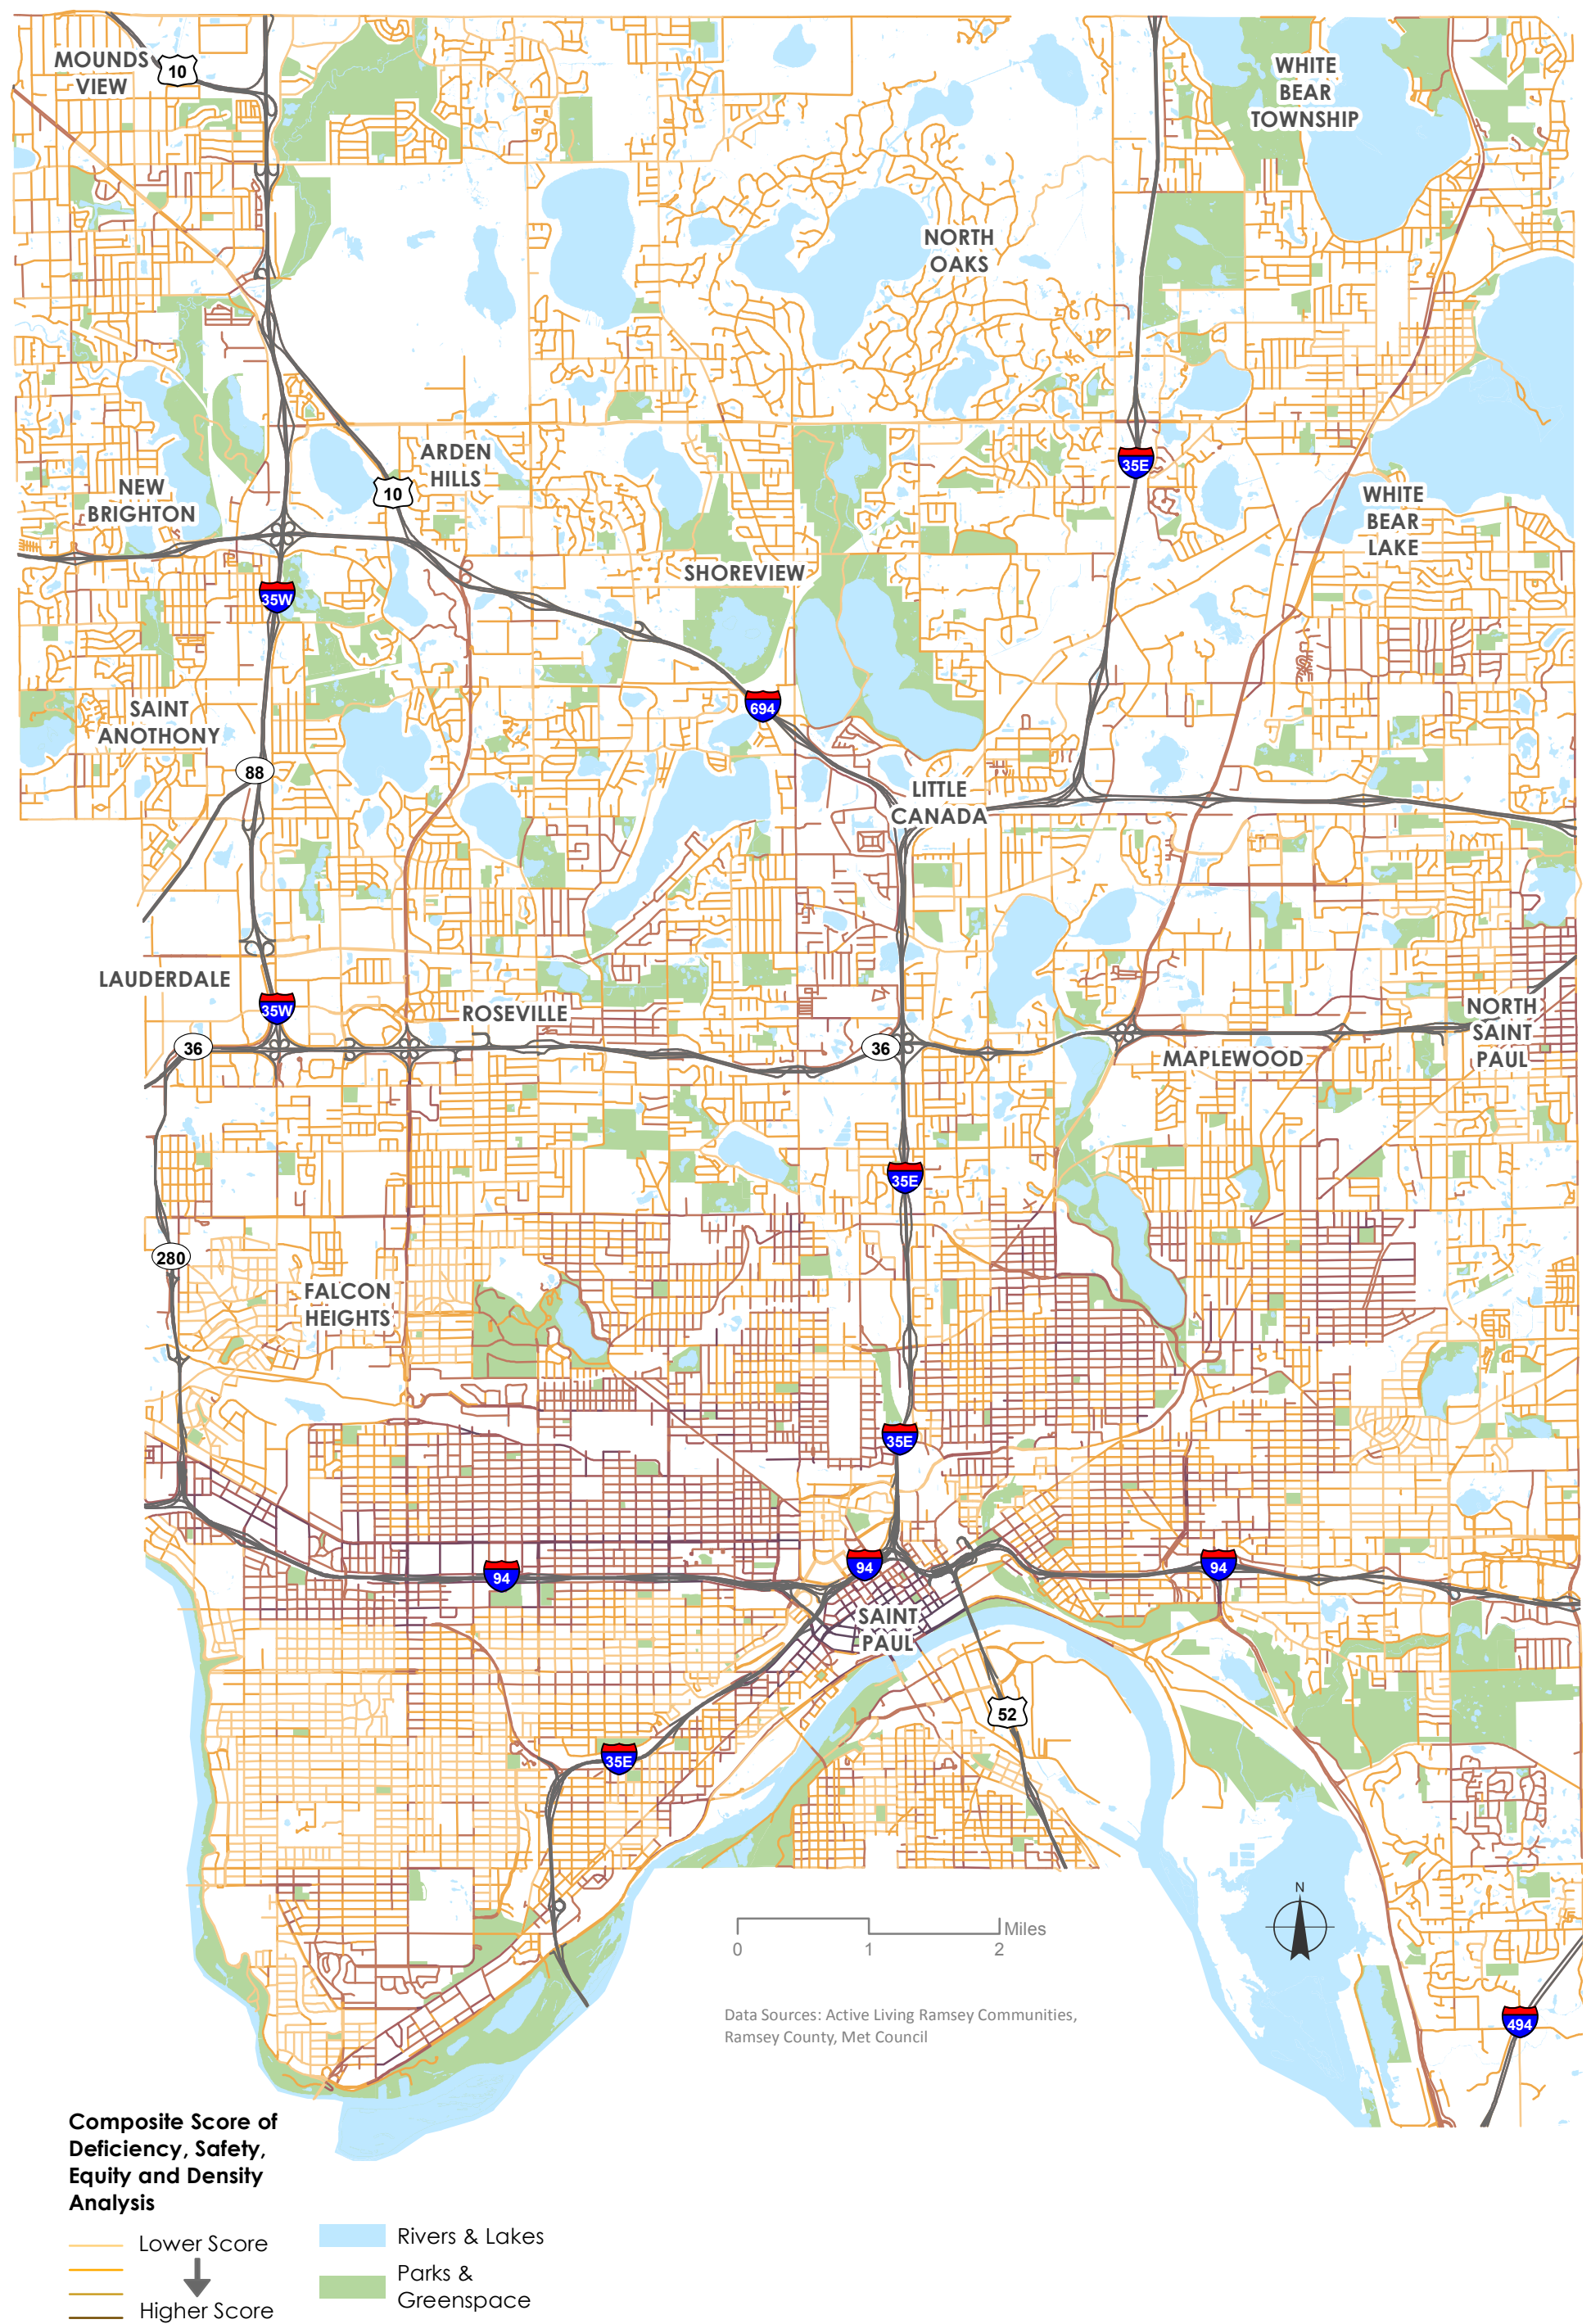 MOUNDS
VIEW
10
WHITE
BEAR
TOWNSHIP
NORTH
OAKS
ARDEN
HILLS
10
35E
NEW
BRIGHTON
WHITE
BEAR
LAKE
SHOREVIEW
35W
SAINT
ANOTHONY
694
88
LITTLE
CANADA
LAUDERDALE
35W
ROSEVILLE
NORTH
SAINT
PAUL
36
36
MAPLEWOOD
35E
280
FALCON
HEIGHTS
35E
94
94
94
SAINT
PAUL
52
35E
N
Miles
0
1
2
Data Sources: Active Living Ramsey Communities,
Ramsey County, Met Council
494
Composite Score of
Deficiency, Safety,
Equity and Density
Analysis
Lower Score
Higher Score
Rivers & Lakes
Parks &
Greenspace